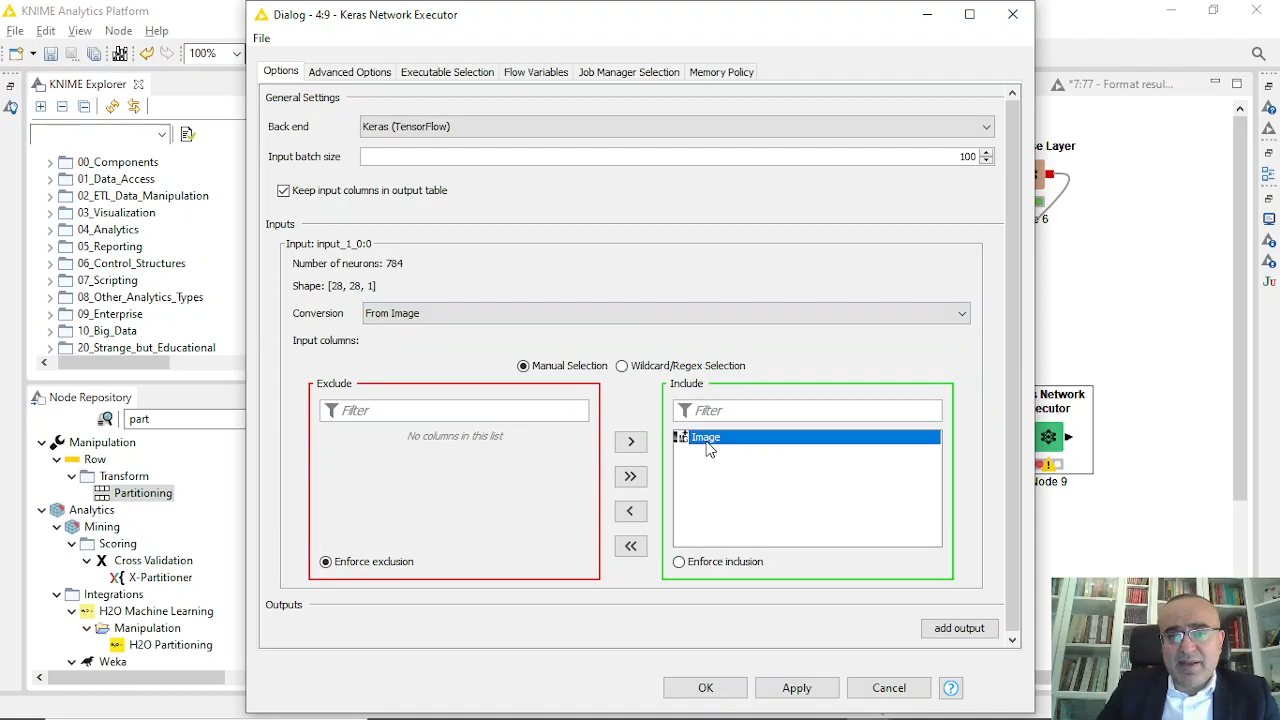 KNIME Analytics Platform
File Edit View Node Help
100%
KNIME Explorer
00_Components
01_Data_Access
02_ETL_Data_Manipulation
03_Visualization
04_Analytics
05_Reporting
06_Control_Structures
07_Scripting
08_Other_Analytics_Types
09_Enterprise
10_Big_Data
20_Strange_but_Educational
Node Repository
part
Manipulation
Row
Transform
Partitioning
Analytics
Mining
Scoring
Cross Validation
X-Partitioner
Integrations
H2O Machine Learning
Manipulation
H2O Partitioning
Weka
Dialog - 4:9 - Keras Network Executor
File
Options Advanced Options Executable Selection Flow Variables Job Manager Selection Memory Policy
General Settings
Back end Keras (TensorFlow)
Input batch size 100
Keep input columns in output table
Inputs
Input: input_1_0:0
Number of neurons: 784
Shape: [28, 28, 1]
Conversion From Image
Input columns:
Manual Selection Wildcard/Regex Selection
Exclude
Filter
No columns in this list
Enforce exclusion
>
>>
<
<<
Include
Filter
Image
Enforce inclusion
Outputs
add output
OK Apply Cancel ?
*7:77 - Format resul...
se Layer
e 6
s Network
ecutor
ode 9
Ju